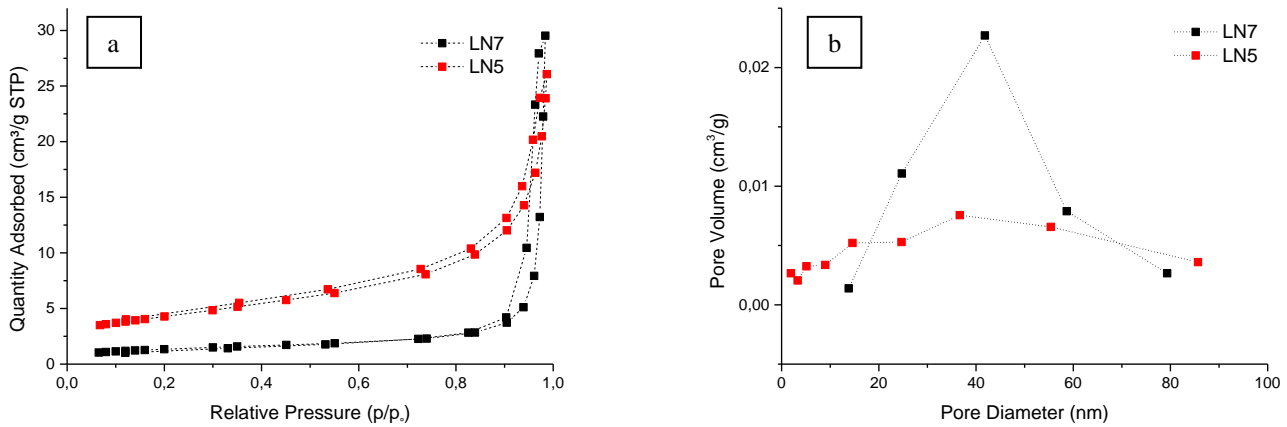 a
LN7
LN5
Quantity Adsorbed (cm³/g STP)
30
25
20
15
10
5
0
0,0 0,2 0,4 0,6 0,8 1,0
Relative Pressure (p/p₀)
b
LN7
LN5
Pore Volume (cm³/g)
0,02
0,01
0,00
0 20 40 60 80 100
Pore Diameter (nm)